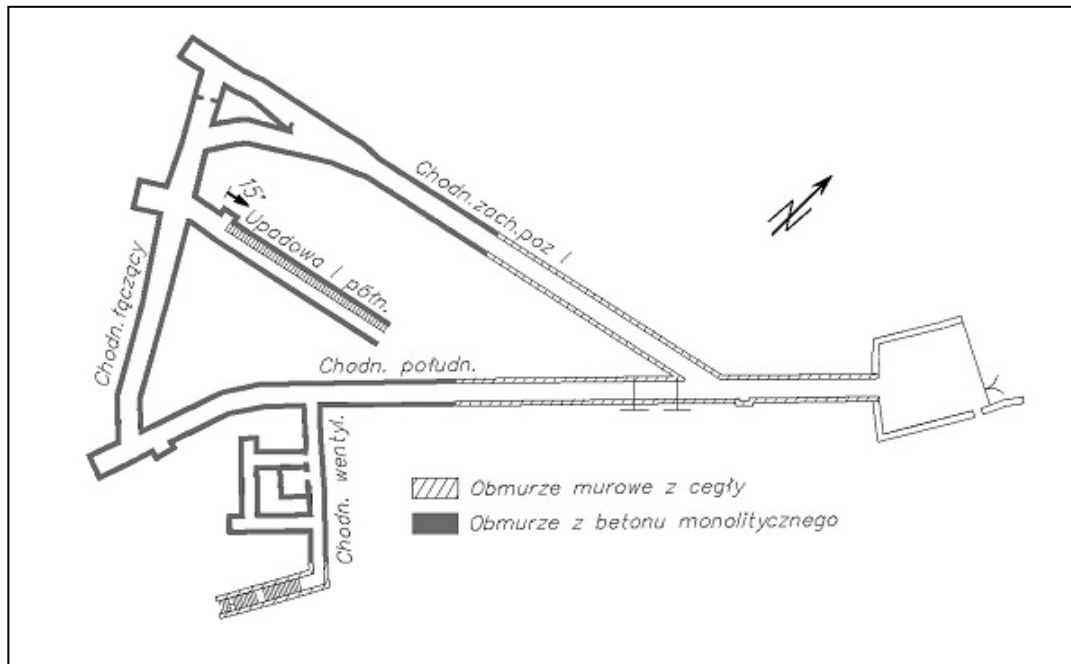 Chodn.zach.poz I
15°
Upadowa I półn.
Chodn.łączący
Chodn. połudn.
Chodn. wentyl.
Obmurze murowe z cegły
Obmurze z betonu monolitycznego
N